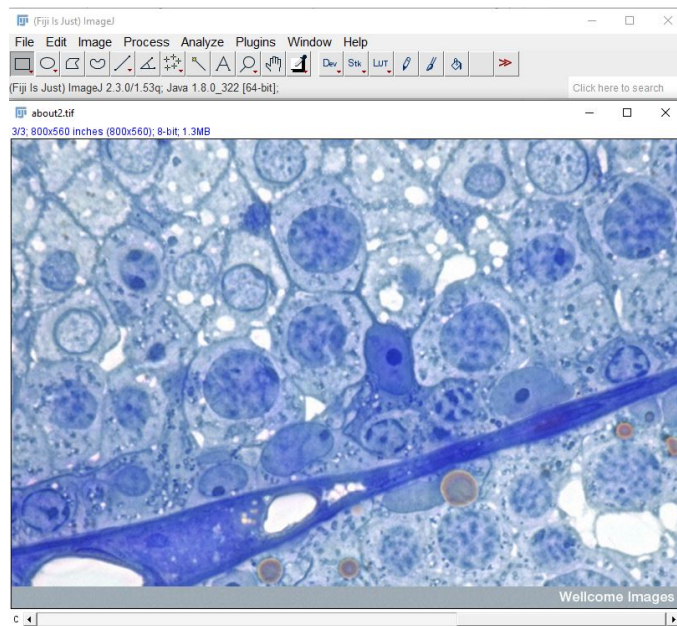 (Fiji Is Just) ImageJ
File Edit Image Process Analyze Plugins Window Help
Dev Stk LUT
(Fiji Is Just) ImageJ 2.3.0/1.53q; Java 1.8.0_322 [64-bit];
Click here to search
about2.tif
3/3; 800x560 inches (800x560); 8-bit; 1.3MB
Wellcome Images
c